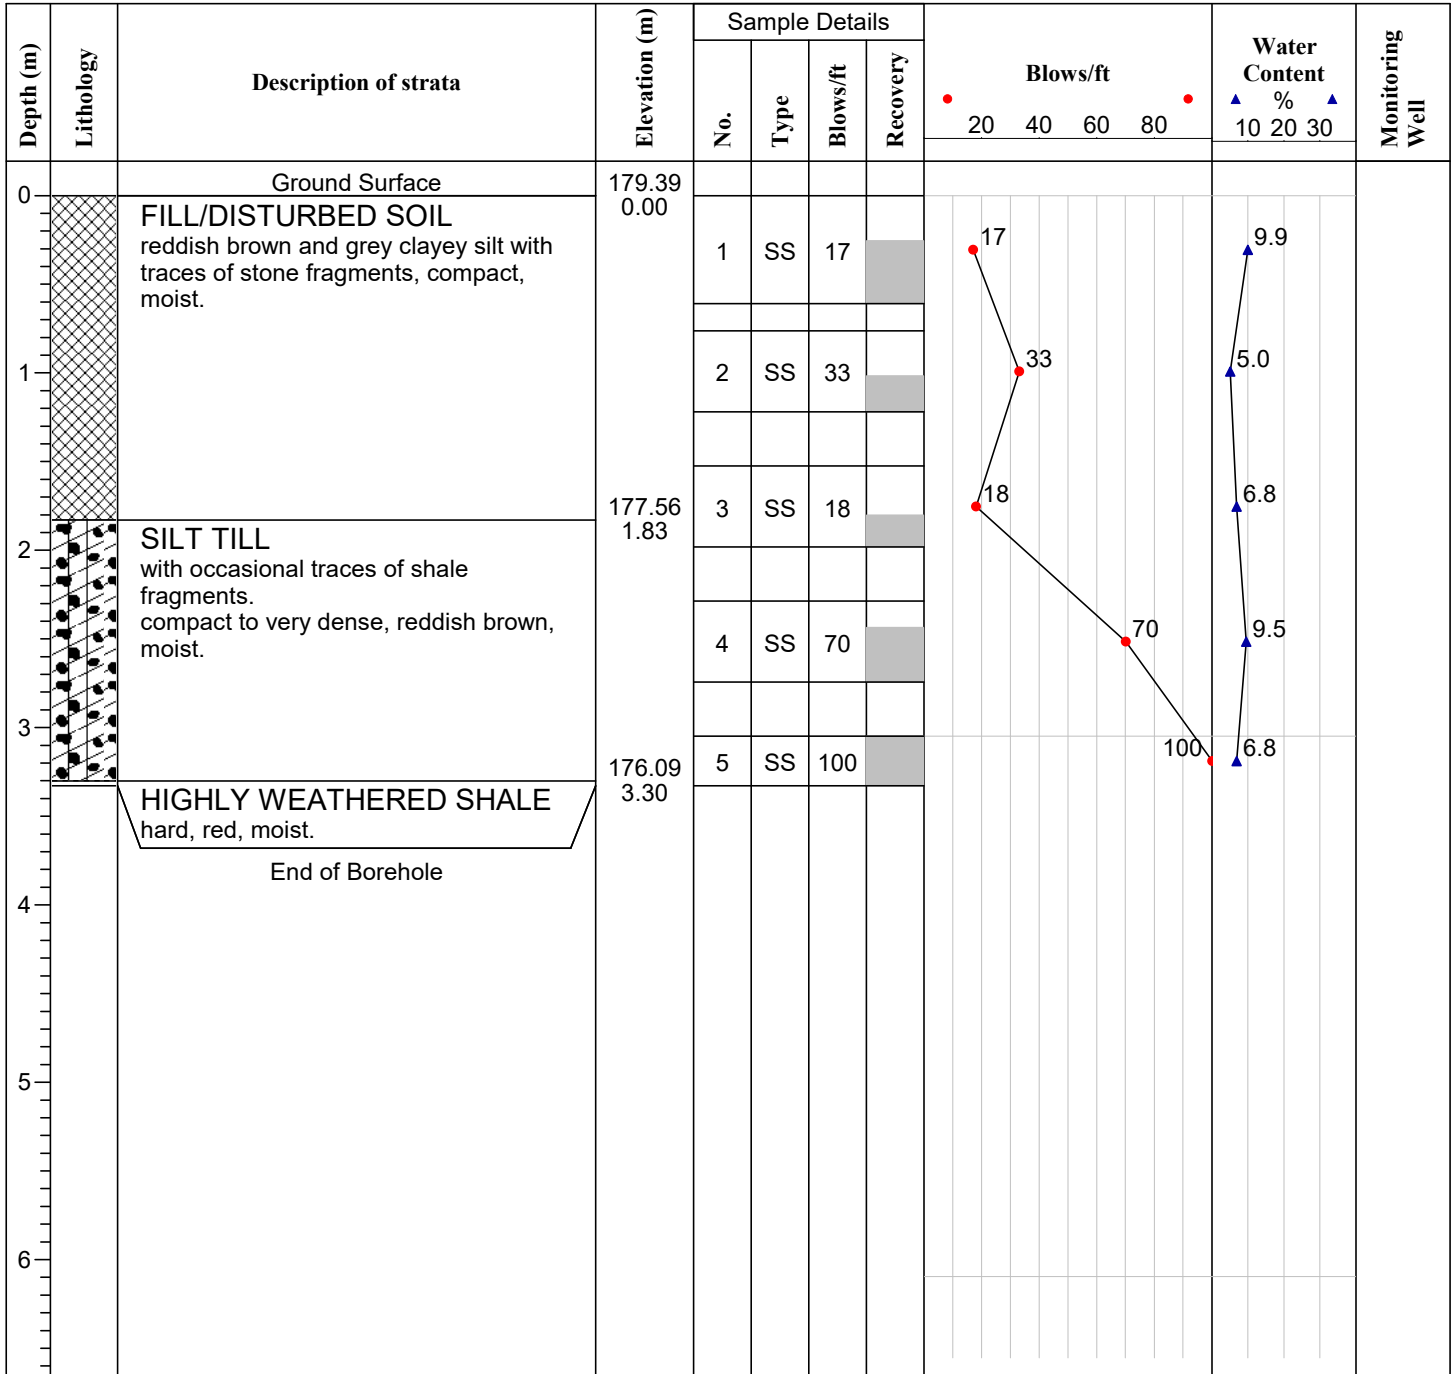 Depth (m)
Lithology
Description of strata
Elevation (m)
Sample Details
No.
Type
Blows/ft
Recovery
Blows/ft
20 40 60 80
Water
Content
%
10 20 30
Monitoring
Well
Ground Surface
179.39
0.00
0
FILL/DISTURBED SOIL
reddish brown and grey clayey silt with
traces of stone fragments, compact,
moist.
1 SS 17
17
9.9
1
2 SS 33
33
5.0
177.56
1.83
3 SS 18
18
6.8
2
SILT TILL
with occasional traces of shale
fragments.
compact to very dense, reddish brown,
moist.
4 SS 70
70
9.5
3
176.09
3.30
5 SS 100
100
6.8
HIGHLY WEATHERED SHALE
hard, red, moist.
End of Borehole
4
5
6